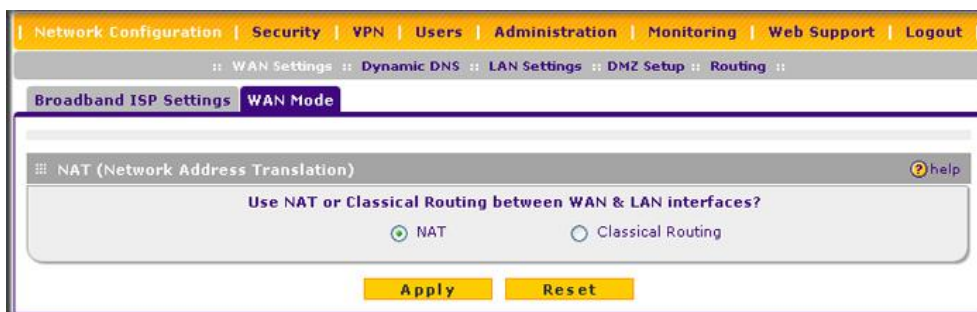 | Network Configuration | Security | VPN | Users | Administration | Monitoring | Web Support | Logout
:: WAN Settings :: Dynamic DNS :: LAN Settings :: DMZ Setup :: Routing ::
Broadband ISP Settings WAN Mode
NAT (Network Address Translation) ?help
Use NAT or Classical Routing between WAN & LAN interfaces?
NAT Classical Routing
Apply Reset